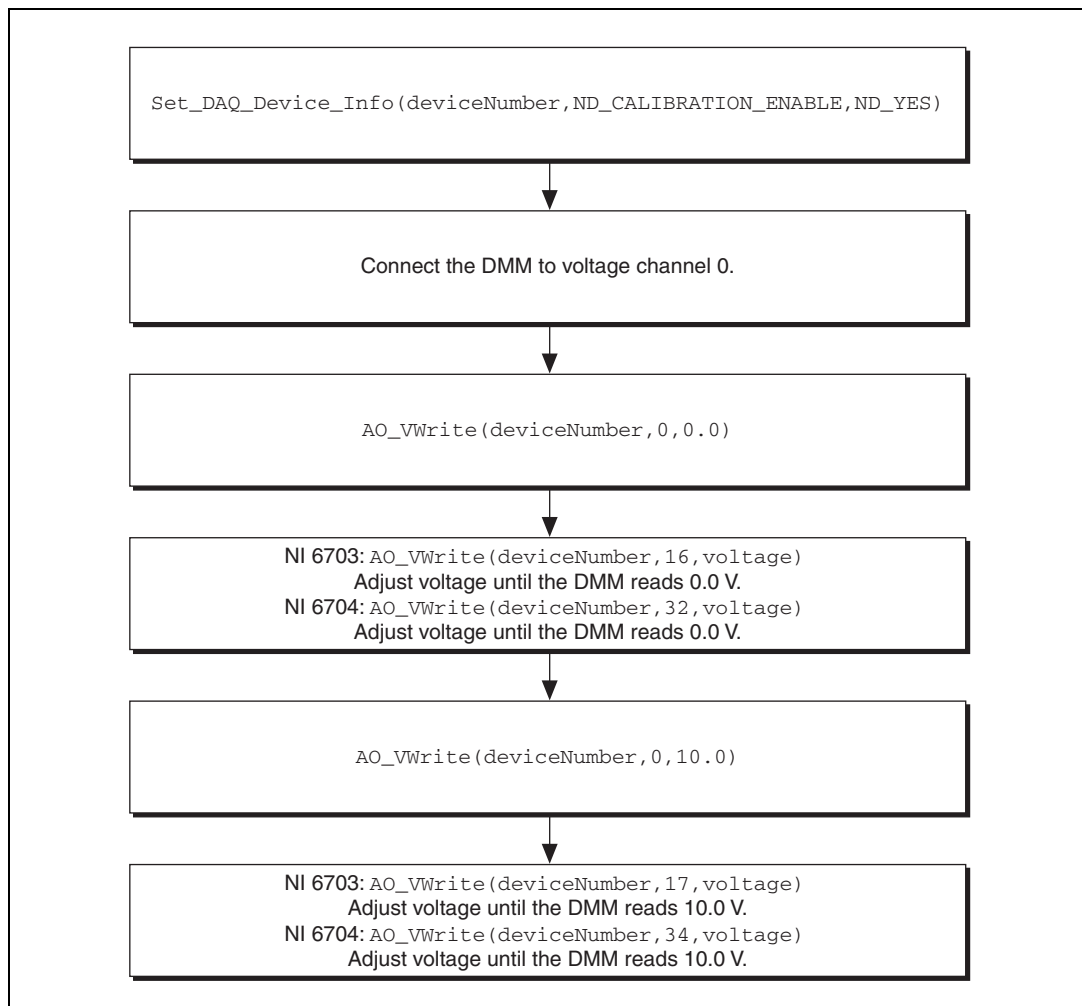 Set_DAQ_Device_Info(deviceNumber,ND_CALIBRATION_ENABLE,ND_YES)
Connect the DMM to voltage channel 0.
AO_VWrite(deviceNumber,0,0.0)
NI 6703: AO_VWrite(deviceNumber,16,voltage)
Adjust voltage until the DMM reads 0.0 V.
NI 6704: AO_VWrite(deviceNumber,32,voltage)
Adjust voltage until the DMM reads 0.0 V.
AO_VWrite(deviceNumber,0,10.0)
NI 6703: AO_VWrite(deviceNumber,17,voltage)
Adjust voltage until the DMM reads 10.0 V.
NI 6704: AO_VWrite(deviceNumber,34,voltage)
Adjust voltage until the DMM reads 10.0 V.